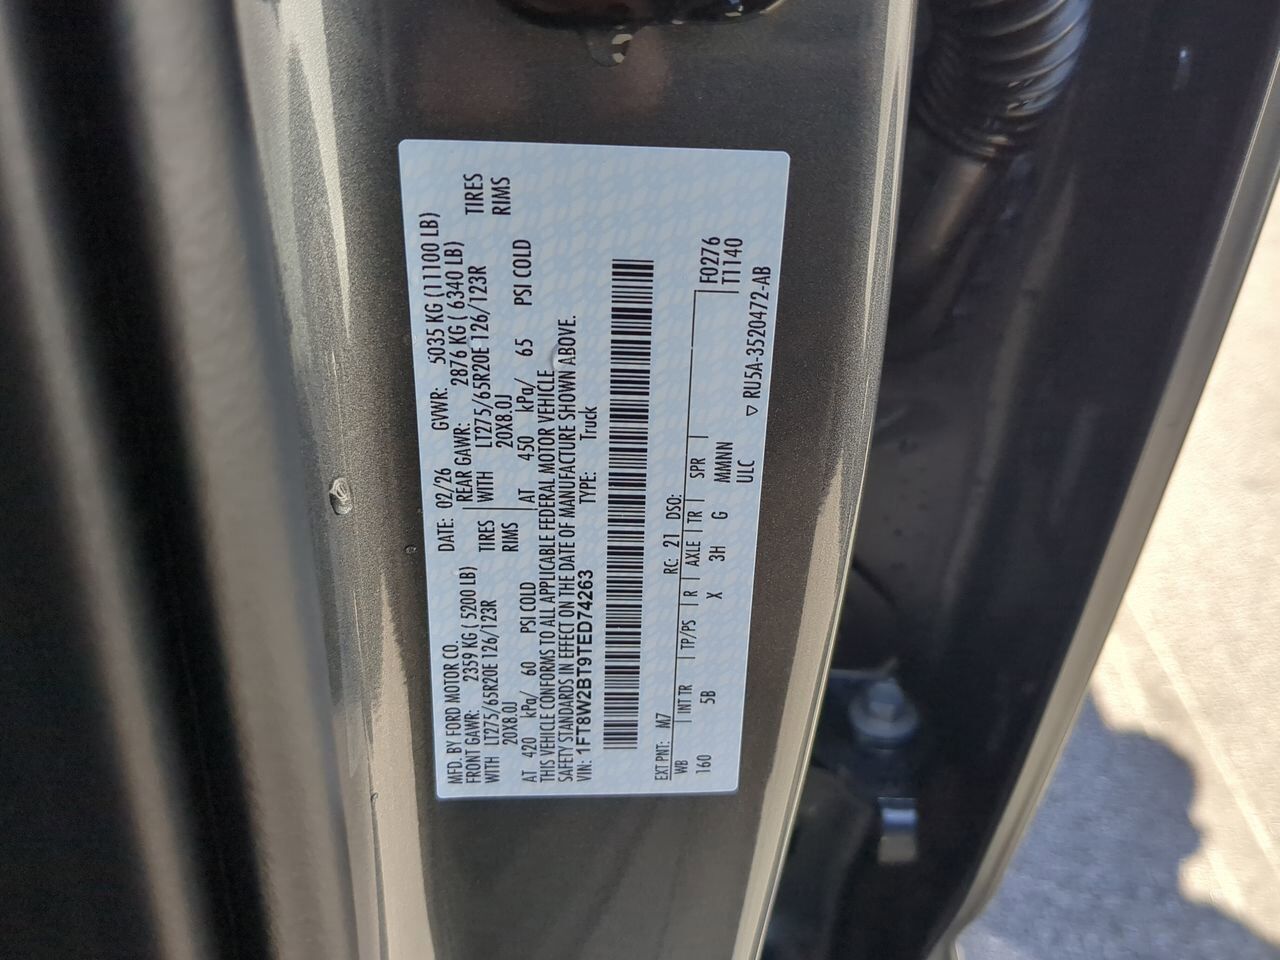 MFD. BY FORD MOTOR CO.
DATE: 02/26 GVWR: 5035 KG (11100 LB)
FRONT GAWR: 2359 KG ( 5200 LB) REAR GAWR: 2876 KG ( 6340 LB)
WITH LT275/65R20E 126/123R TIRES WITH LT275/65R20E 126/123R TIRES
20X8.0J RIMS 20X8.0J RIMS
AT 420 kPa/ 60 PSI COLD AT 450 kPa/ 65 PSI COLD
THIS VEHICLE CONFORMS TO ALL APPLICABLE FEDERAL MOTOR VEHICLE
SAFETY STANDARDS IN EFFECT ON THE DATE OF MANUFACTURE SHOWN ABOVE.
VIN: 1FT8W2BT9TED74263 TYPE: Truck
EXT PNT: M7 RC: 21 DSO:
WB INT TR TP/PS R AXLE TR SPR F0276
160 5B X 3H G MMNN T1140
ULC ▽ RU5A-3520472-AB